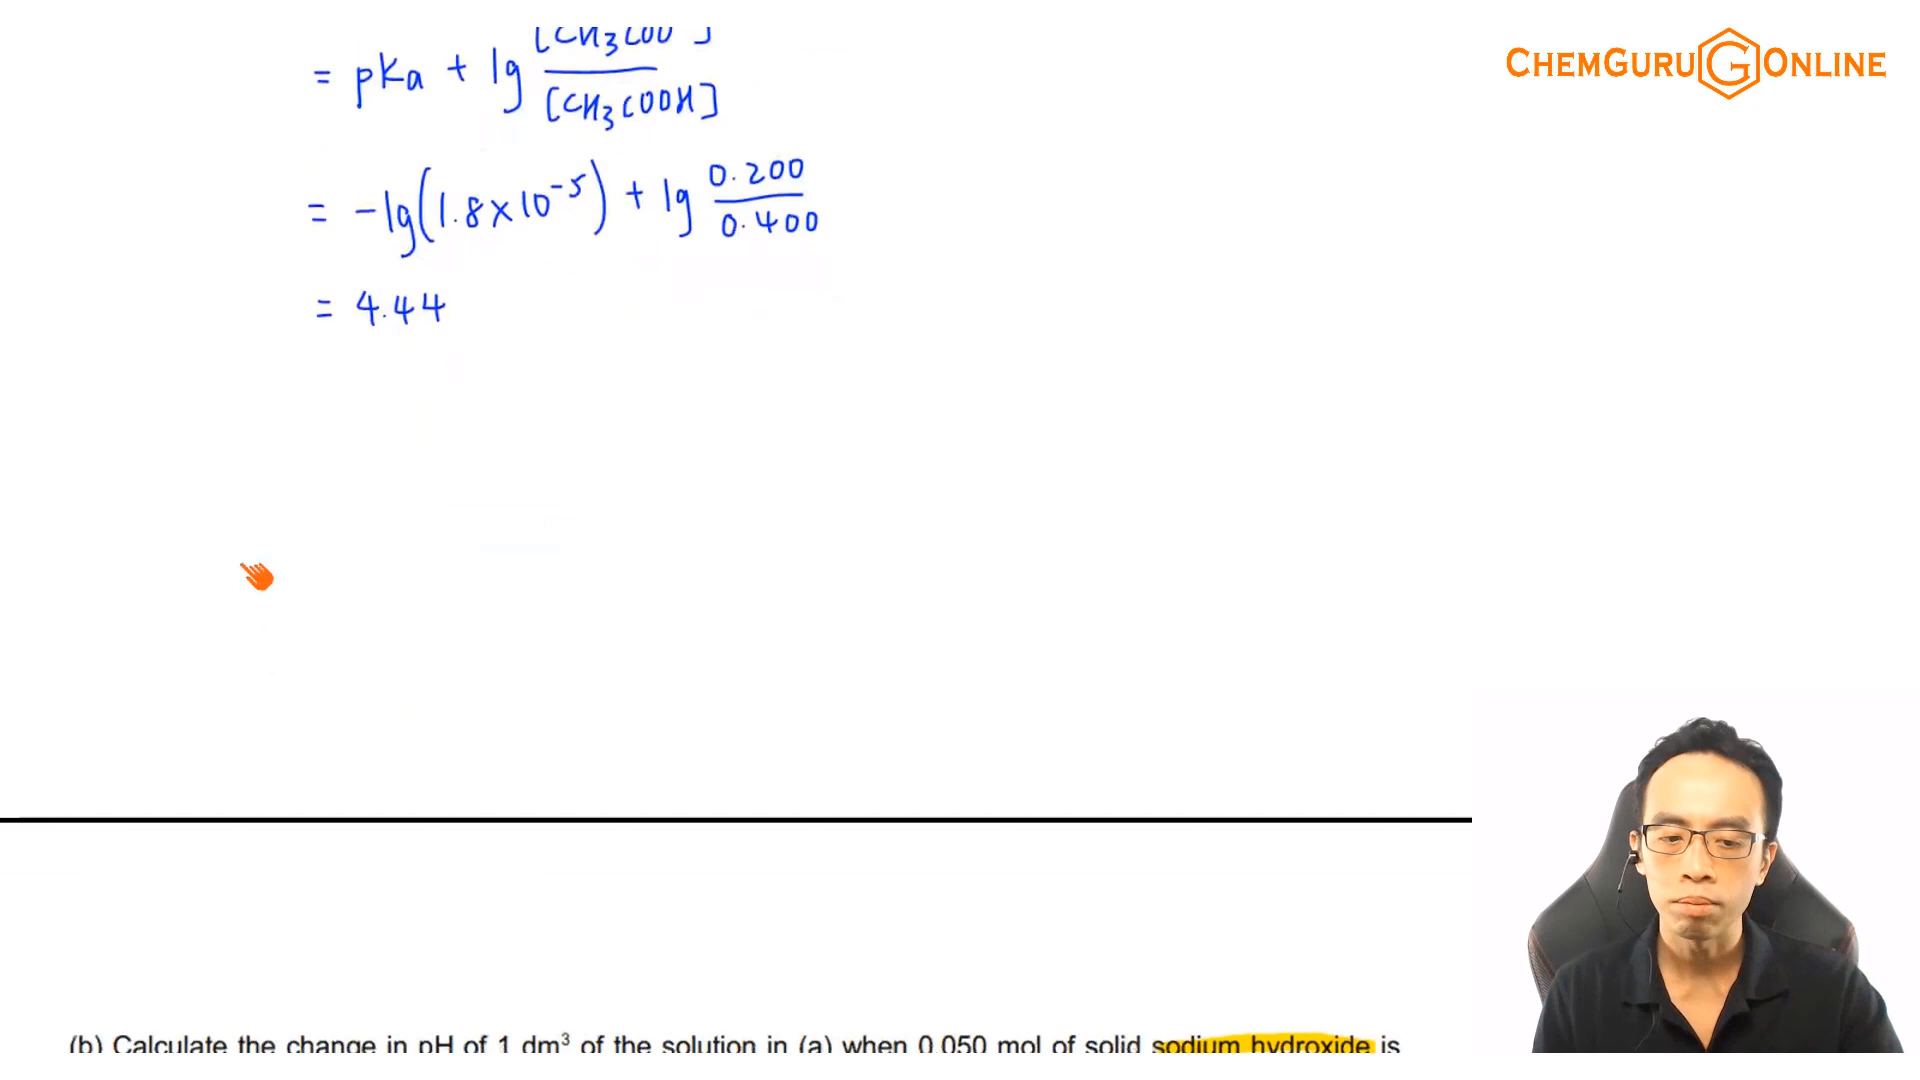 CHEMGURU G ONLINE
[CH3COO-]
= pKa + lg ————
[CH3COOH]
= -lg(1.8×10⁻⁵) + lg 0.200/0.400
= 4.44
(b) Calculate the change in pH of 1 dm³ of the solution in (a) when 0.050 mol of solid sodium hydroxide is